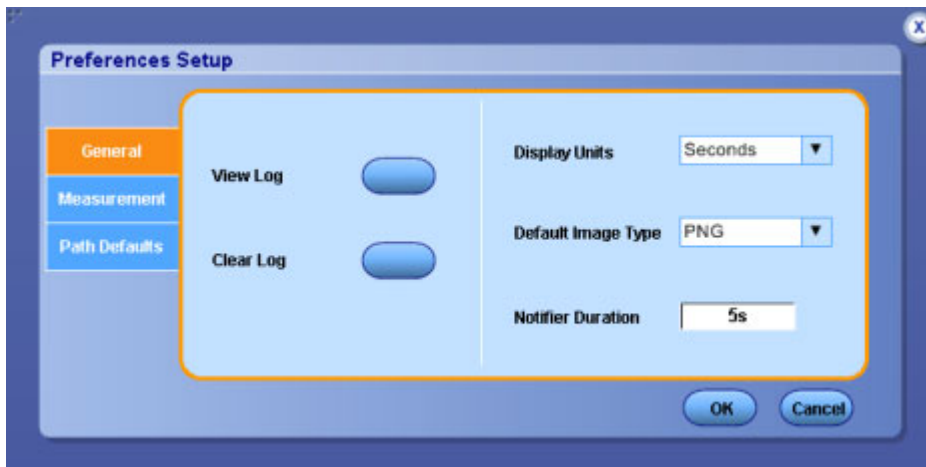 X
Preferences Setup
General
Measurement
Path Defaults
View Log
Clear Log
Display Units
Seconds
Default Image Type
PNG
Notifier Duration
5s
OK
Cancel